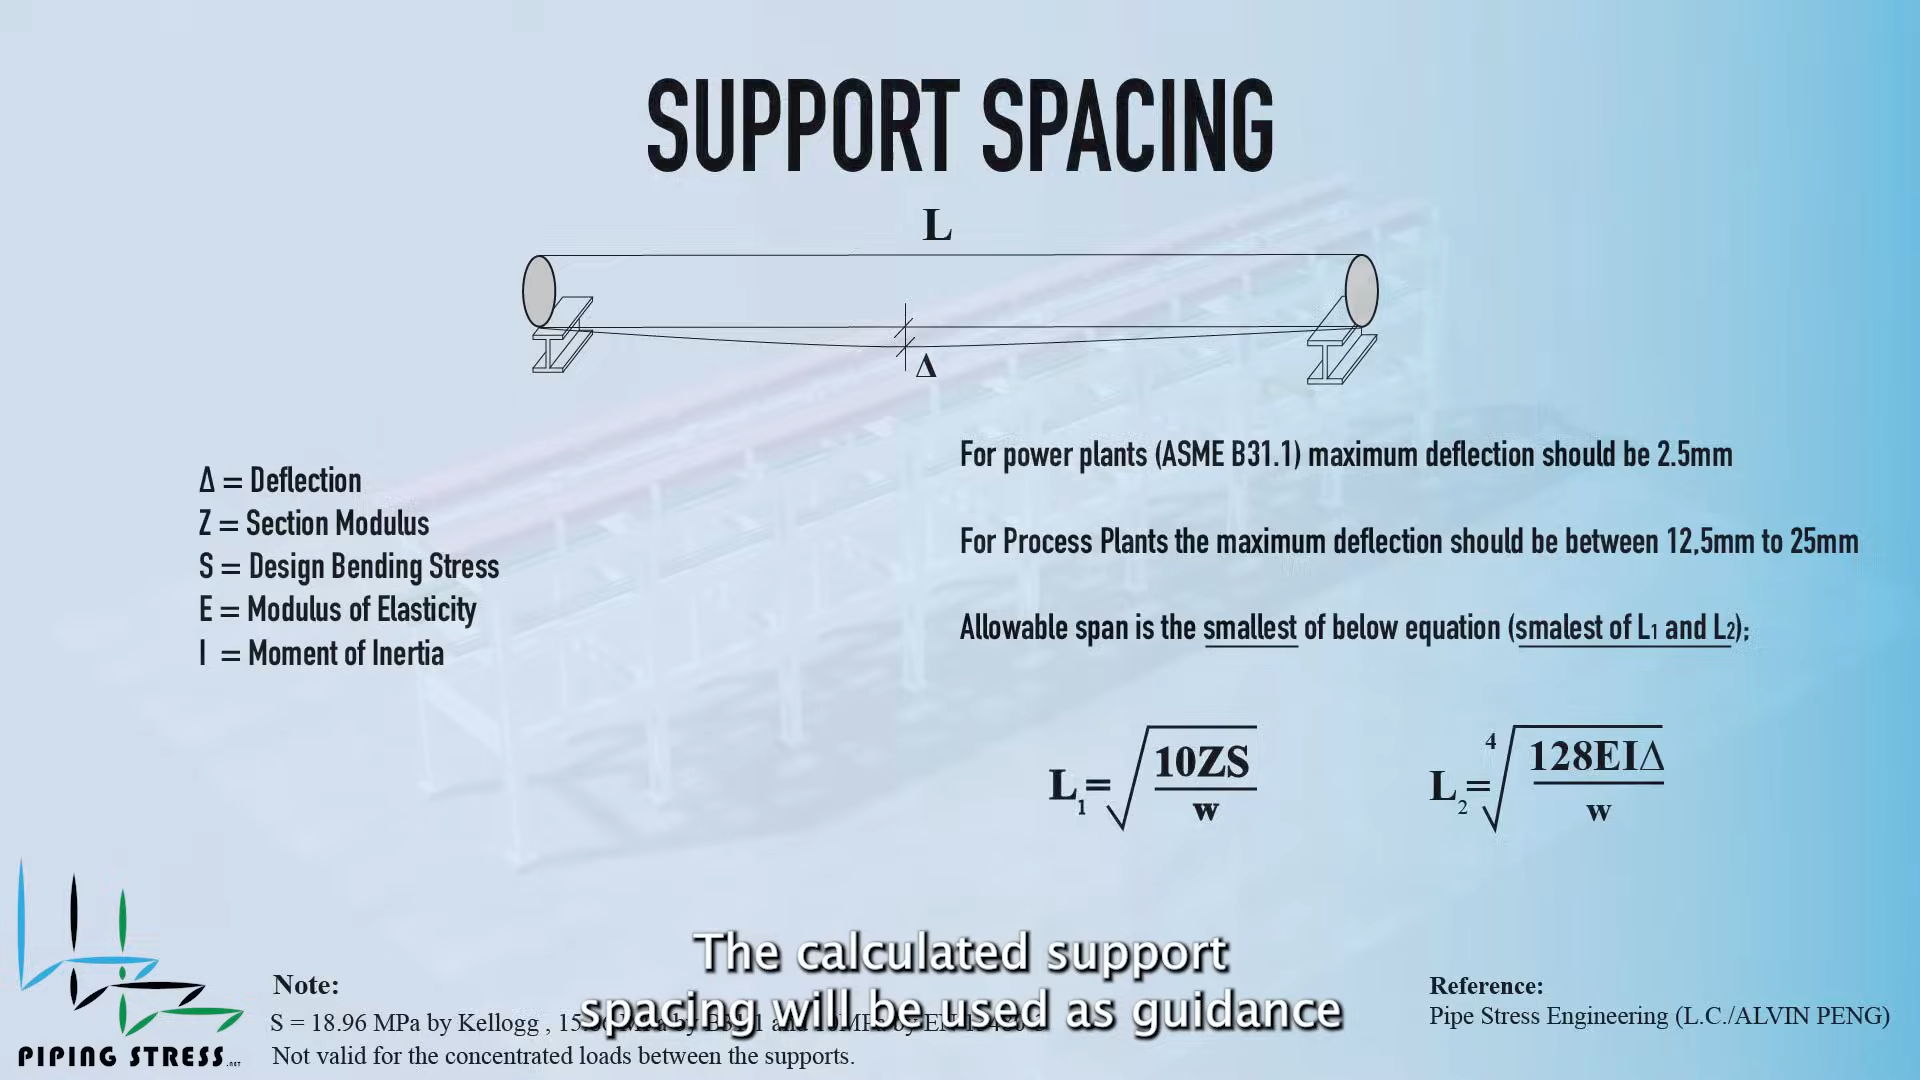 SUPPORT SPACING
L
Δ
Δ = Deflection
Z = Section Modulus
S = Design Bending Stress
E = Modulus of Elasticity
I = Moment of Inertia
For power plants (ASME B31.1) maximum deflection should be 2.5mm
For Process Plants the maximum deflection should be between 12,5mm to 25mm
Allowable span is the smallest of below equation (smalest of L₁ and L₂):
L₁=√(10ZS/w)
L₂=⁴√(128EIΔ/w)
The calculated support
spacing will be used as guidance
Note:
S = 18.96 MPa by Kellogg , by and by
Not valid for the concentrated loads between the supports.
Reference:
Pipe Stress Engineering (L.C./ALVIN PENG)
PIPING STRESS.NET